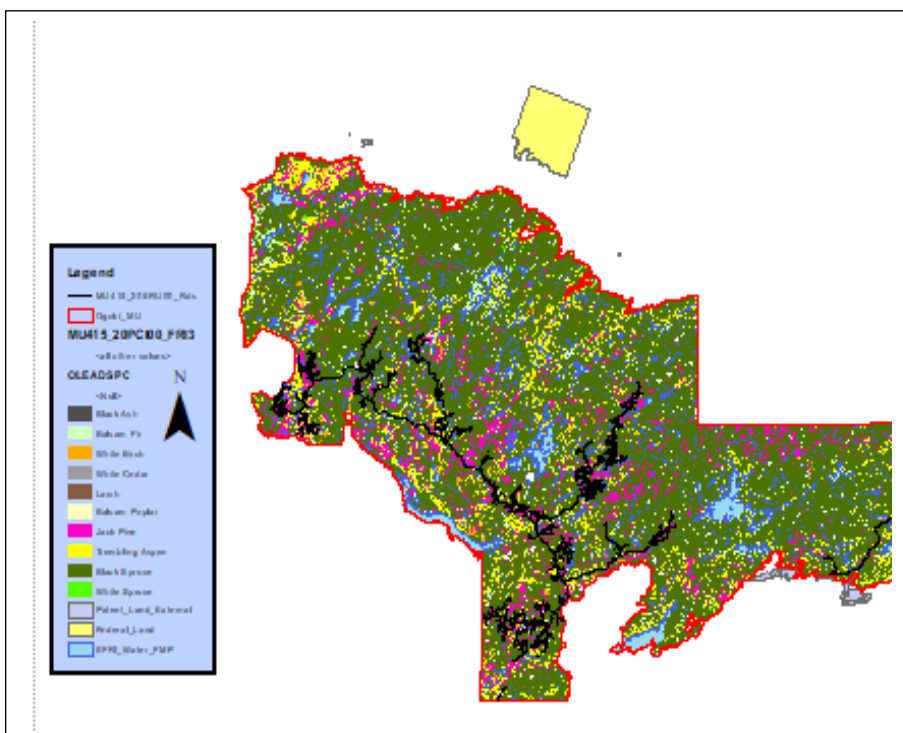 Legend
Ogoki_MU
MU415_20PCI00_FRI3
<all other values>
OLEADSPC
<Null>
N
Black Ash
Balsam Fir
White Birch
White Cedar
Larch
Balsam Poplar
Jack Pine
Trembling Aspen
Black Spruce
White Spruce
Patent_Land_External
Federal_Land